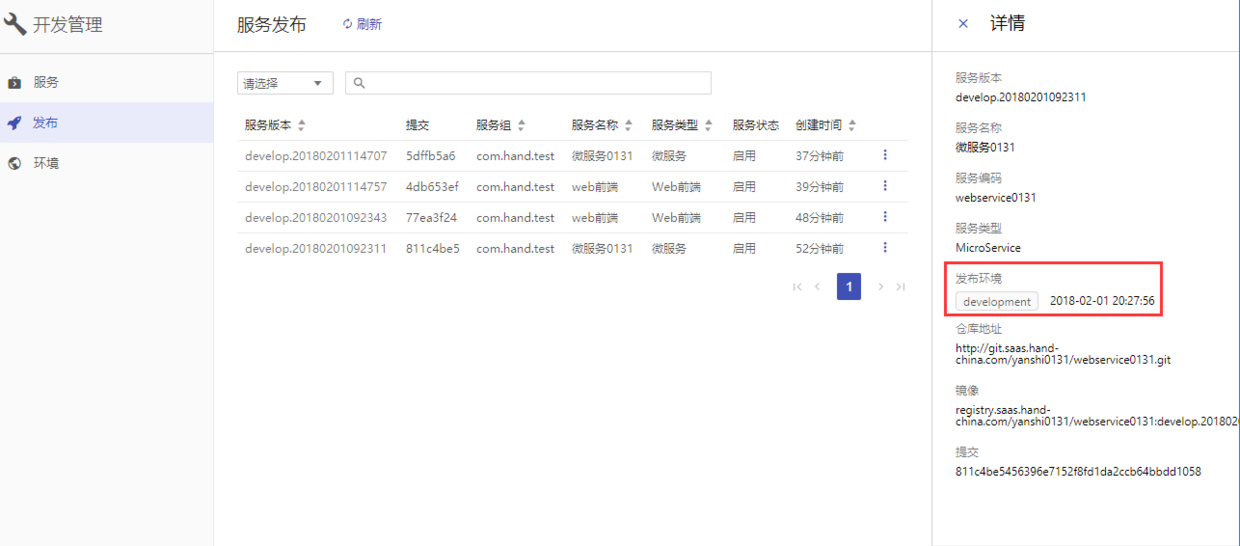 开发管理
服务
发布
环境
服务发布 刷新
请选择
服务版本 提交 服务组 服务名称 服务类型 服务状态 创建时间
develop.20180201114707 5dffb5a6 com.hand.test 微服务0131 微服务 启用 37分钟前
develop.20180201114757 4db653ef com.hand.test web前端 Web前端 启用 39分钟前
develop.20180201092343 77ea3f24 com.hand.test web前端 Web前端 启用 48分钟前
develop.20180201092311 811c4be5 com.hand.test 微服务0131 微服务 启用 52分钟前
1
详情
服务版本
develop.20180201092311
服务名称
微服务0131
服务编码
webservice0131
服务类型
MicroService
发布环境
development 2018-02-01 20:27:56
仓库地址
http://git.saas.hand-
china.com/yanshi0131/webservice0131.git
镜像
registry.saas.hand-
china.com/yanshi0131/webservice0131:develop.20180
提交
811c4be5456396e7152f8fd1da2ccb64bbdd1058